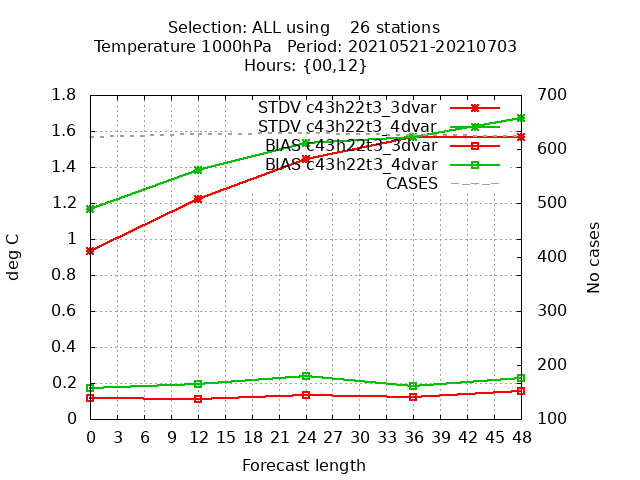 Selection: ALL using    26 stations
Temperature 1000hPa   Period: 20210521-20210703
Hours: {00,12}
1.8
1.6
1.4
1.2
1
0.8
0.6
0.4
0.2
0
deg C
STDV c43h22t3_3dvar
STDV c43h22t3_4dvar
BIAS c43h22t3_3dvar
BIAS c43h22t3_4dvar
CASES
700
600
500
400
300
200
100
No cases
0 3 6 9 12 15 18 21 24 27 30 33 36 39 42 45 48
Forecast length